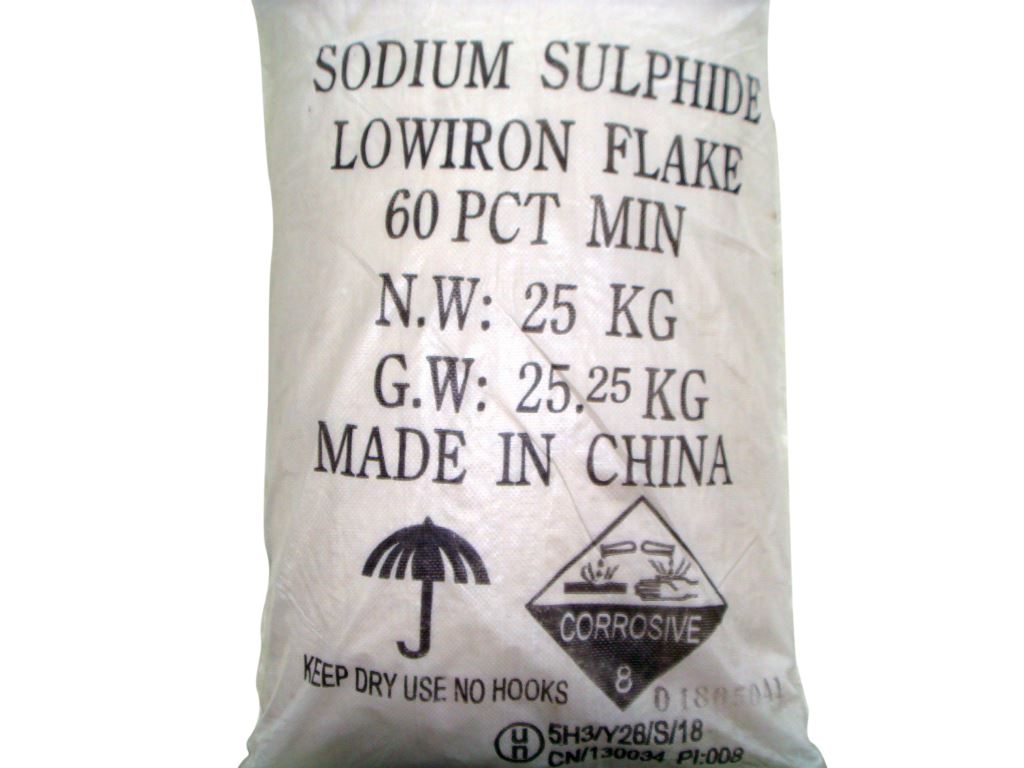 SODIUM SULPHIDE
LOWIRON FLAKE
60 PCT MIN
N.W: 25 KG
G.W: 25.25 KG
MADE IN CHINA
CORROSIVE
8
KEEP DRY USE NO HOOKS
un
5H3/Y26/S/18
CN/130034 PI:008